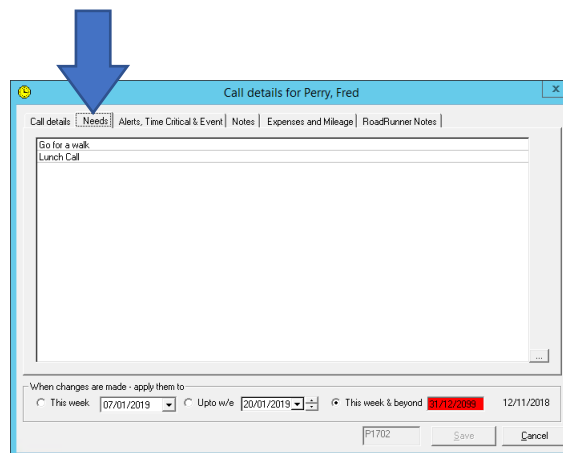 Call details for Perry, Fred
x
Call details Needs Alerts, Time Critical & Event Notes Expenses and Mileage RoadRunner Notes
Go for a walk
Lunch Call
...
When changes are made - apply them to
This week 07/01/2019 Upto w/e 20/01/2019 This week & beyond 31/12/2099 12/11/2018
P1702 Save Cancel